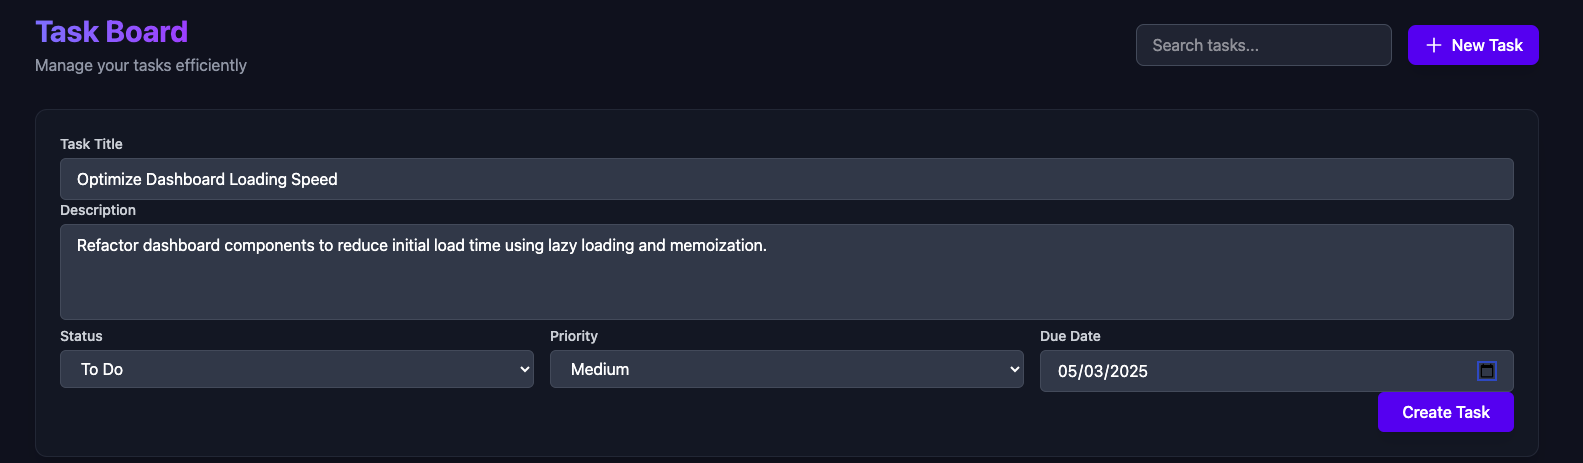 Task Board
Manage your tasks efficiently
Search tasks...
New Task
Task Title
Optimize Dashboard Loading Speed
Description
Refactor dashboard components to reduce initial load time using lazy loading and memoization.
Status
Priority
Due Date
To Do
Medium
05/03/2025
Create Task